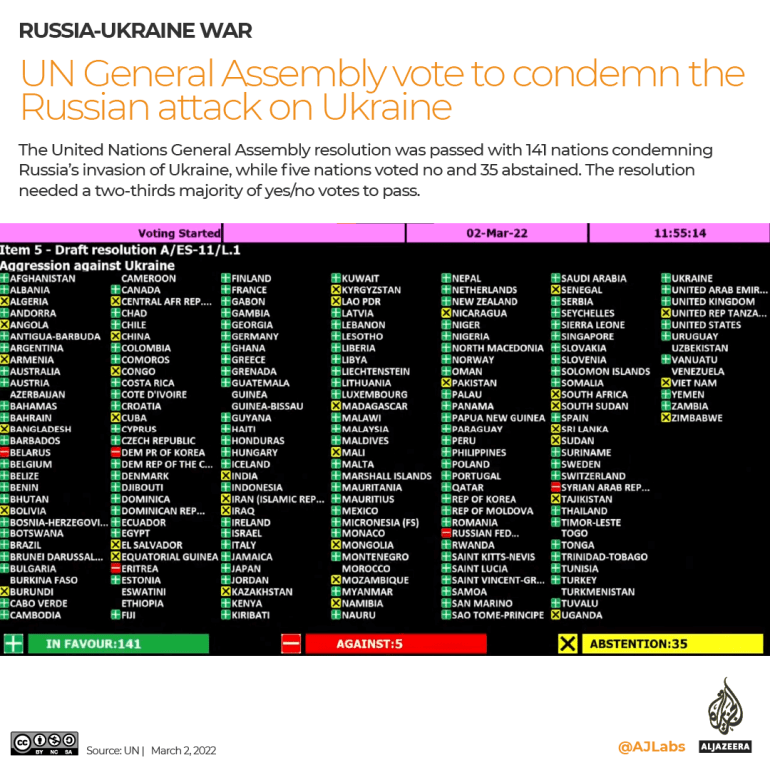 RUSSIA-UKRAINE WAR
UN General Assembly vote to condemn the
Russian attack on Ukraine
The United Nations General Assembly resolution was passed with 141 nations condemning
Russia's invasion of Ukraine, while five nations voted no and 35 abstained. The resolution
needed a two-thirds majority of yes/no votes to pass.
Voting Started 02-Mar-22 11:55:14
Item 5 - Draft resolution A/ES-11/L.1
Aggression against Ukraine
AFGHANISTAN
ALBANIA
ALGERIA
ANDORRA
ANGOLA
ANTIGUA-BARBUDA
ARGENTINA
ARMENIA
AUSTRALIA
AUSTRIA
AZERBAIJAN
BAHAMAS
BAHRAIN
BANGLADESH
BARBADOS
BELARUS
BELGIUM
BELIZE
BENIN
BHUTAN
BOLIVIA
BOSNIA-HERZEGOVI...
BOTSWANA
BRAZIL
BRUNEI DARUSSAL...
BULGARIA
BURKINA FASO
BURUNDI
CABO VERDE
CAMBODIA
CAMEROON
CANADA
CENTRAL AFR REP....
CHAD
CHILE
CHINA
COLOMBIA
COMOROS
CONGO
COSTA RICA
COTE D'IVOIRE
CROATIA
CUBA
CYPRUS
CZECH REPUBLIC
DEM PR OF KOREA
DEM REP OF THE C...
DENMARK
DJIBOUTI
DOMINICA
DOMINICAN REP...
ECUADOR
EGYPT
EL SALVADOR
EQUATORIAL GUINEA
ERITREA
ESTONIA
ESWATINI
ETHIOPIA
FIJI
FINLAND
FRANCE
GABON
GAMBIA
GEORGIA
GERMANY
GHANA
GREECE
GRENADA
GUATEMALA
GUINEA
GUINEA-BISSAU
GUYANA
HAITI
HONDURAS
HUNGARY
ICELAND
INDIA
INDONESIA
IRAN (ISLAMIC REP...
IRAQ
IRELAND
ISRAEL
ITALY
JAMAICA
JAPAN
JORDAN
KAZAKHSTAN
KENYA
KIRIBATI
KUWAIT
KYRGYZSTAN
LAO PDR
LATVIA
LEBANON
LESOTHO
LIBERIA
LIBYA
LIECHTENSTEIN
LITHUANIA
LUXEMBOURG
MADAGASCAR
MALAWI
MALAYSIA
MALDIVES
MALI
MALTA
MARSHALL ISLANDS
MAURITANIA
MAURITIUS
MEXICO
MICRONESIA (FS)
MONACO
MONGOLIA
MONTENEGRO
MOROCCO
MOZAMBIQUE
MYANMAR
NAMIBIA
NAURU
NEPAL
NETHERLANDS
NEW ZEALAND
NICARAGUA
NIGER
NIGERIA
NORTH MACEDONIA
NORWAY
OMAN
PAKISTAN
PALAU
PANAMA
PAPUA NEW GUINEA
PARAGUAY
PERU
PHILIPPINES
POLAND
PORTUGAL
QATAR
REP OF KOREA
REP OF MOLDOVA
ROMANIA
RUSSIAN FED...
RWANDA
SAINT KITTS-NEVIS
SAINT LUCIA
SAINT VINCENT-GR...
SAMOA
SAN MARINO
SAO TOME-PRINCIPE
SAUDI ARABIA
SENEGAL
SERBIA
SEYCHELLES
SIERRA LEONE
SINGAPORE
SLOVAKIA
SLOVENIA
SOLOMON ISLANDS
SOMALIA
SOUTH AFRICA
SOUTH SUDAN
SPAIN
SRI LANKA
SUDAN
SURINAME
SWEDEN
SWITZERLAND
SYRIAN ARAB REP...
TAJIKISTAN
THAILAND
TIMOR-LESTE
TOGO
TONGA
TRINIDAD-TOBAGO
TUNISIA
TURKEY
TURKMENISTAN
TUVALU
UGANDA
UKRAINE
UNITED ARAB EMIR...
UNITED KINGDOM
UNITED REP TANZA...
UNITED STATES
URUGUAY
UZBEKISTAN
VANUATU
VENEZUELA
VIET NAM
YEMEN
ZAMBIA
ZIMBABWE
IN FAVOUR:141 AGAINST:5 ABSTENTION:35
cc BY NC SA
Source: UN | March 2, 2022
@AJLabs
ALJAZEERA